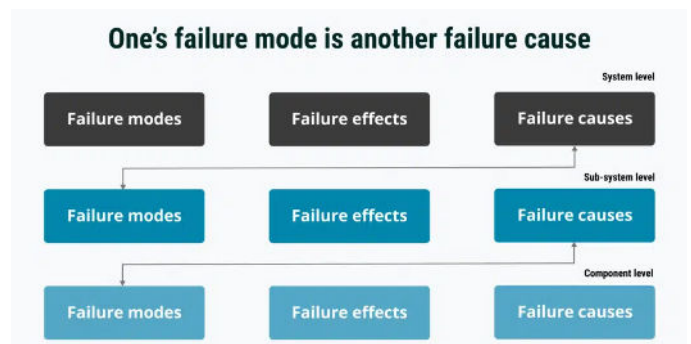 One’s failure mode is another failure cause
System level
Failure modes
Failure effects
Failure causes
Sub-system level
Failure modes
Failure effects
Failure causes
Component level
Failure modes
Failure effects
Failure causes